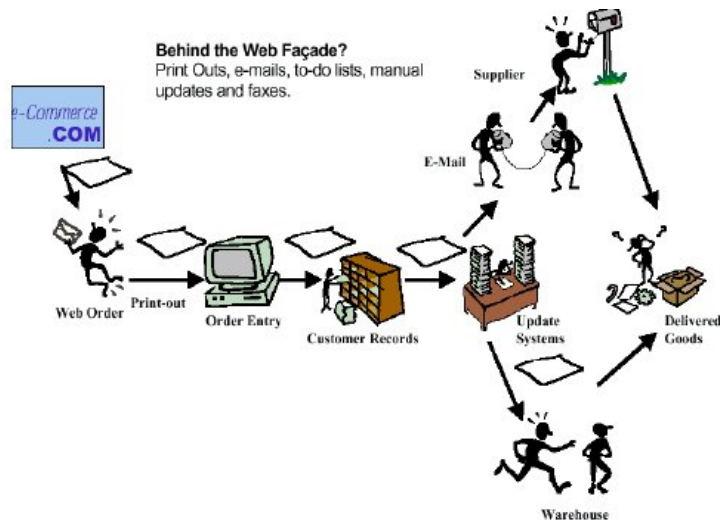 Behind the Web Façade?
Print Outs, e-mails, to-do lists, manual
updates and faxes.
e-Commerce
.COM
Supplier
E-Mail
Web Order
Print-out
Order Entry
Customer Records
Update
Systems
Delivered
Goods
Warehouse